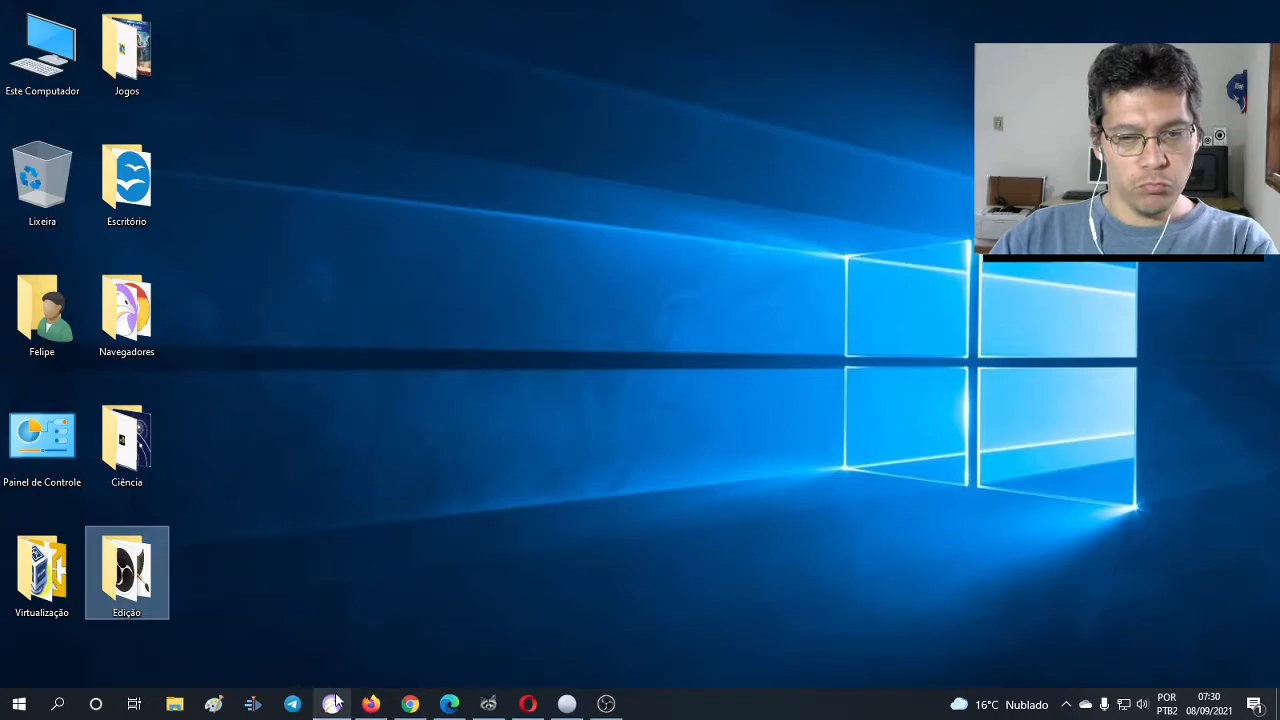 Este Computador
Jogos
Lixeira
Escritório
Felipe
Navegadores
Painel de Controle
Ciência
Virtualização
Edição
16°C Nublado
POR
PTB2
07:30
08/09/2021
1